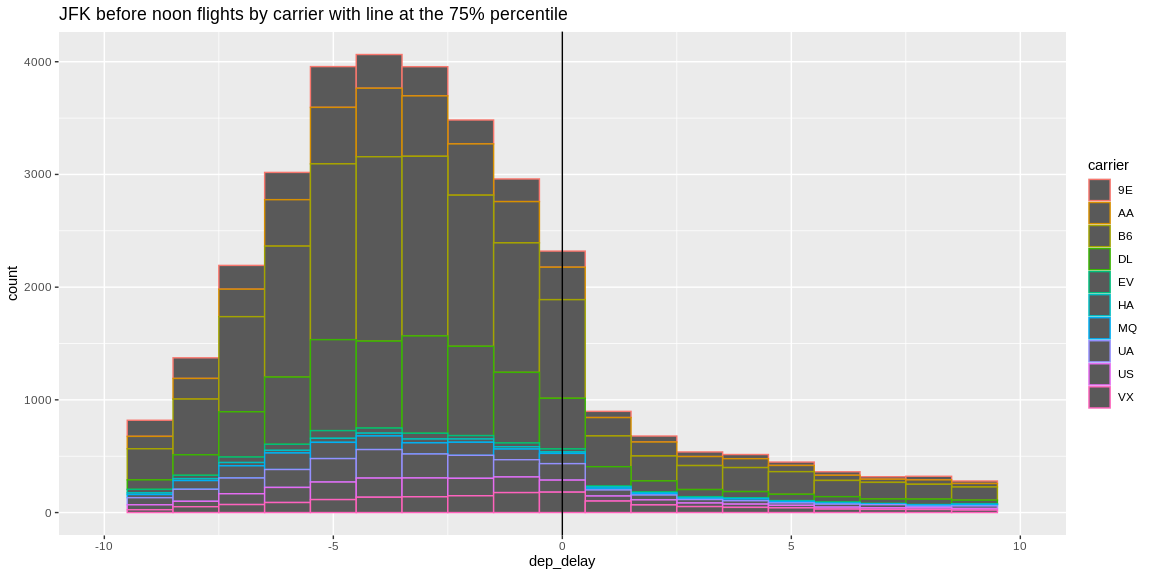 JFK before noon flights by carrier with line at the 75% percentile
4000
3000
2000
1000
0
count
-10
-5
0
5
10
dep_delay
carrier
9E
AA
B6
DL
EV
HA
MQ
UA
US
VX